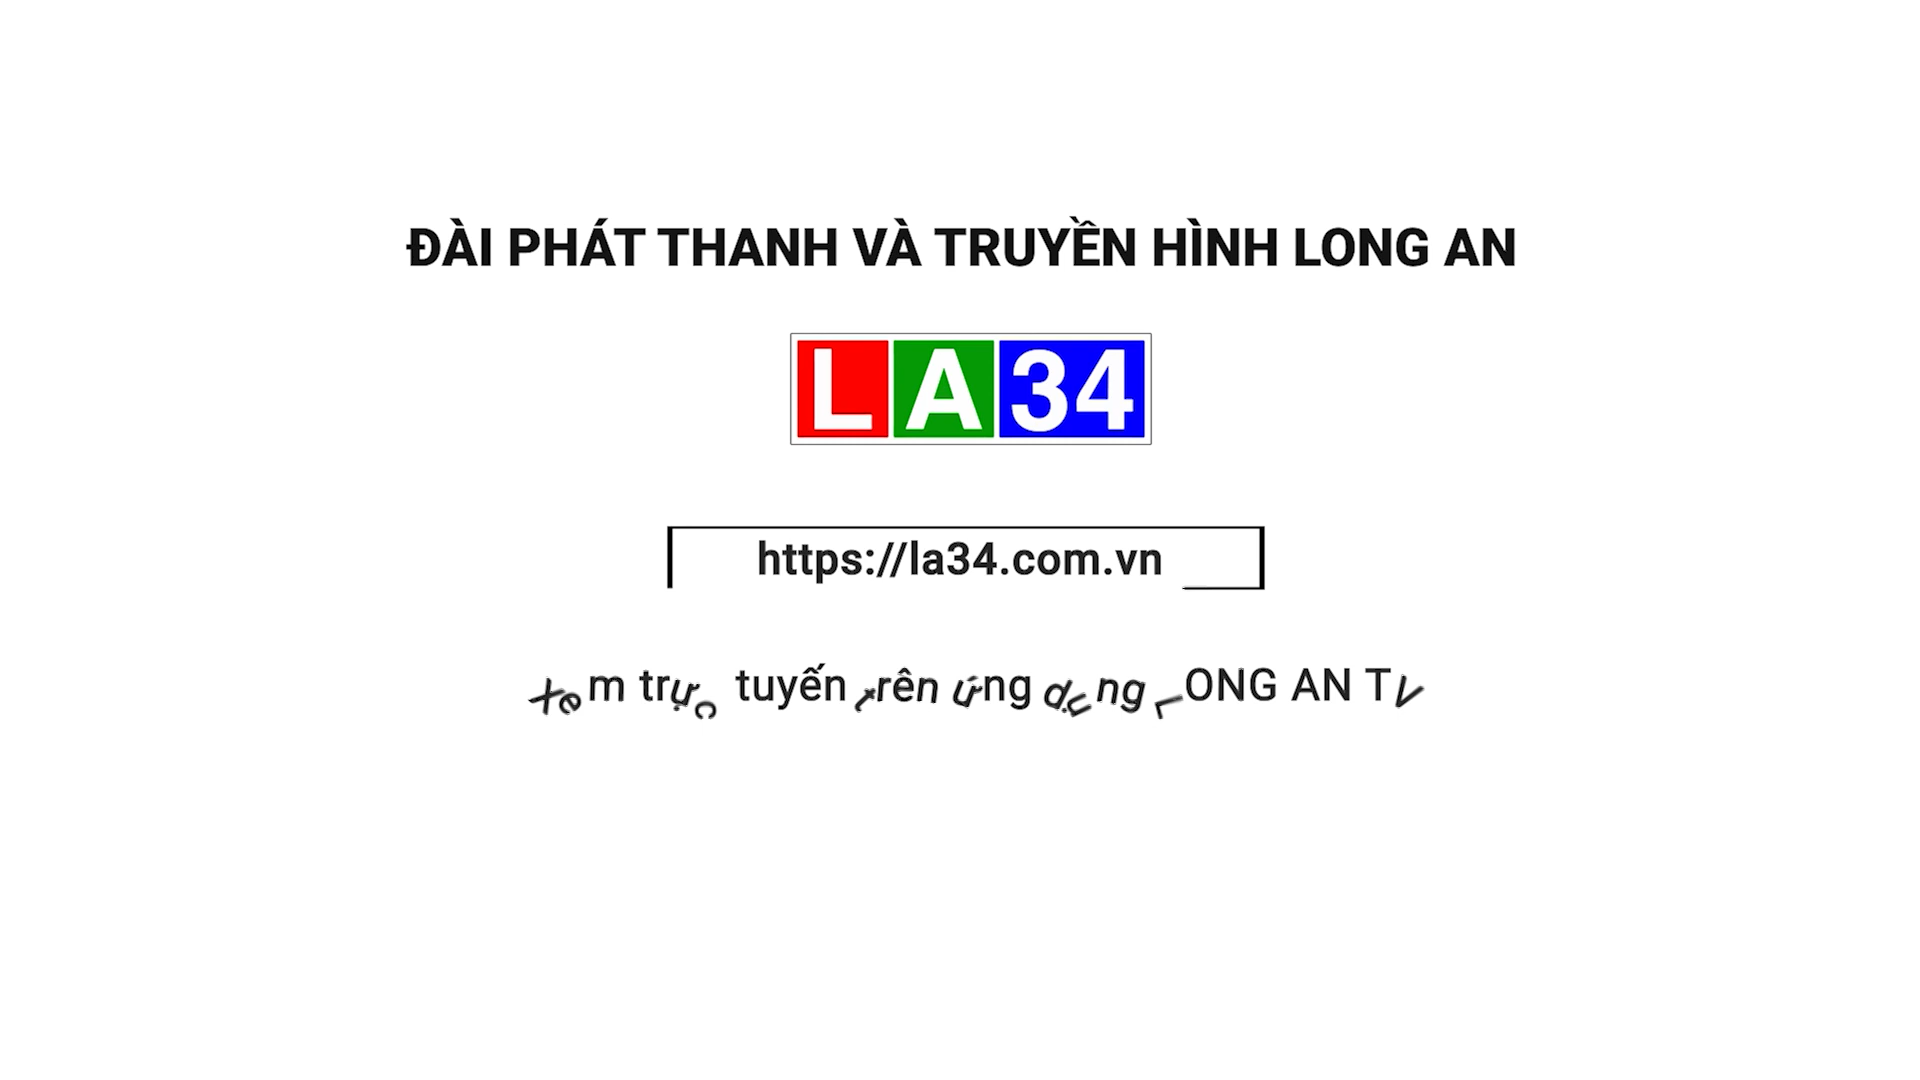 ĐÀI PHÁT THANH VÀ TRUYỀN HÌNH LONG AN
LA34
https://la34.com.vn
Xem trực tuyến trên ứng dụng LONG AN TV